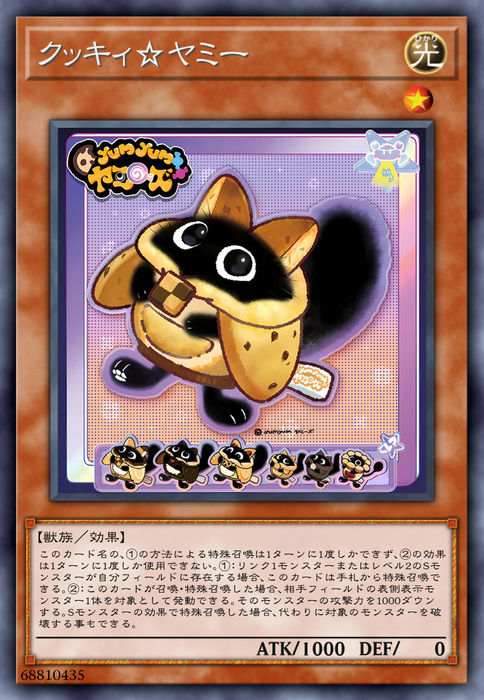 クッキィ☆ヤミー
ひかり
光
yum yum
ヤミーズ
【獣族／効果】
このカード名の、①の方法による特殊召喚は1ターンに1度しかできず、②の効果
は1ターンに1度しか使用できない。①：リンク1モンスターまたはレベル2のSモ
ンスターが自分フィールドに存在する場合、このカードは手札から特殊召喚で
きる。②：このカードが召喚・特殊召喚した場合、相手フィールドの表側表示モ
ンスター1体を対象として発動できる。そのモンスターの攻撃力を1000ダウン
する。Sモンスターの効果で特殊召喚した場合、代わりに対象のモンスターを破
壊する事もできる。
ATK/1000 DEF/ 0
68810435